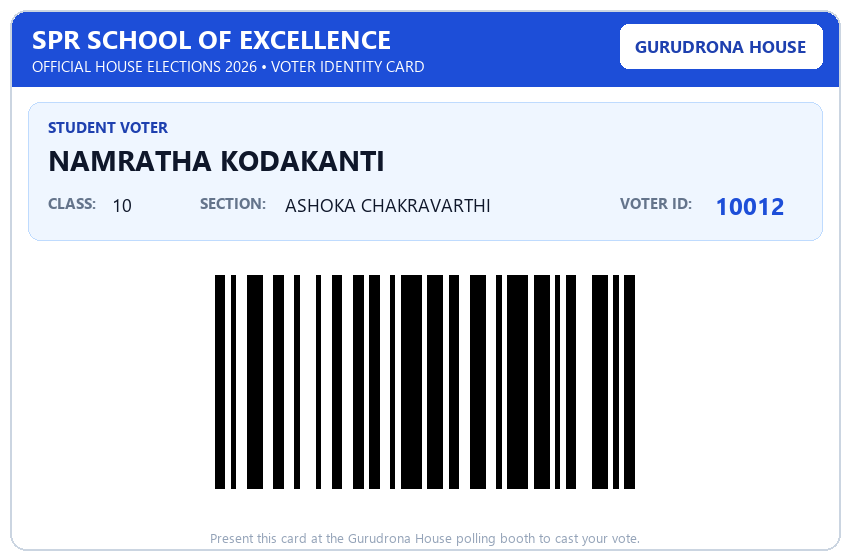 SPR SCHOOL OF EXCELLENCE
OFFICIAL HOUSE ELECTIONS 2026 • VOTER IDENTITY CARD
GURUDRONA HOUSE
STUDENT VOTER
NAMRATHA KODAKANTI
CLASS: 10 SECTION: ASHOKA CHAKRAVARTHI VOTER ID: 10012
Present this card at the Gurudrona House polling booth to cast your vote.